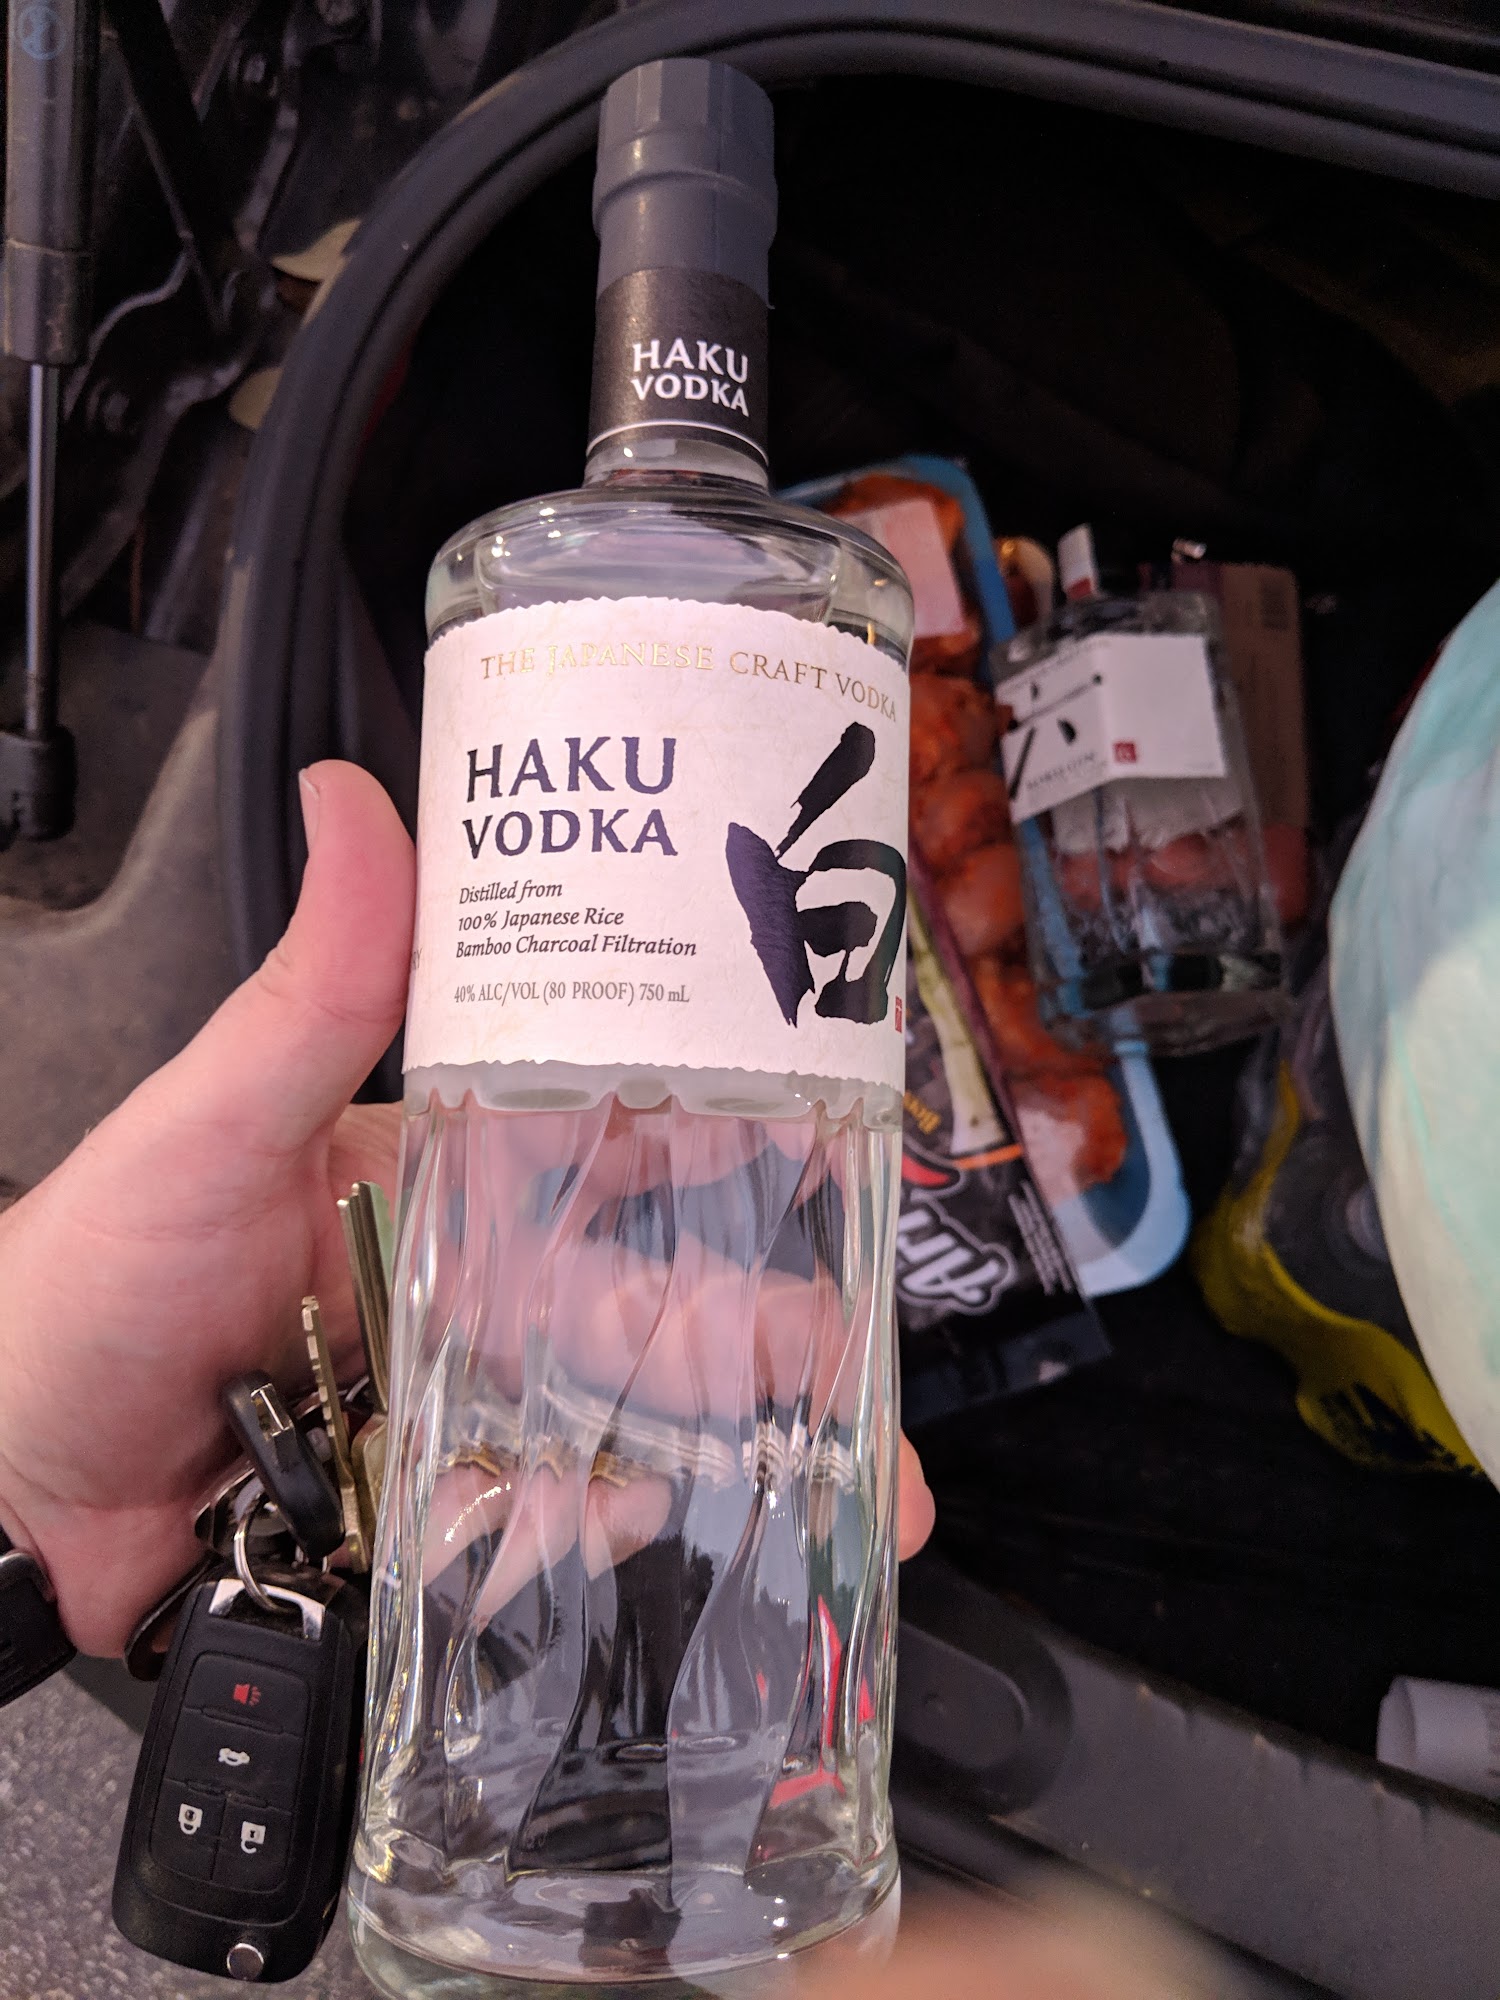 HAKU
VODKA
THE JAPANESE CRAFT VODKA
HAKU
VODKA
白
Distilled from
100% Japanese Rice
Bamboo Charcoal Filtration
40% ALC/VOL (80 PROOF) 750 mL